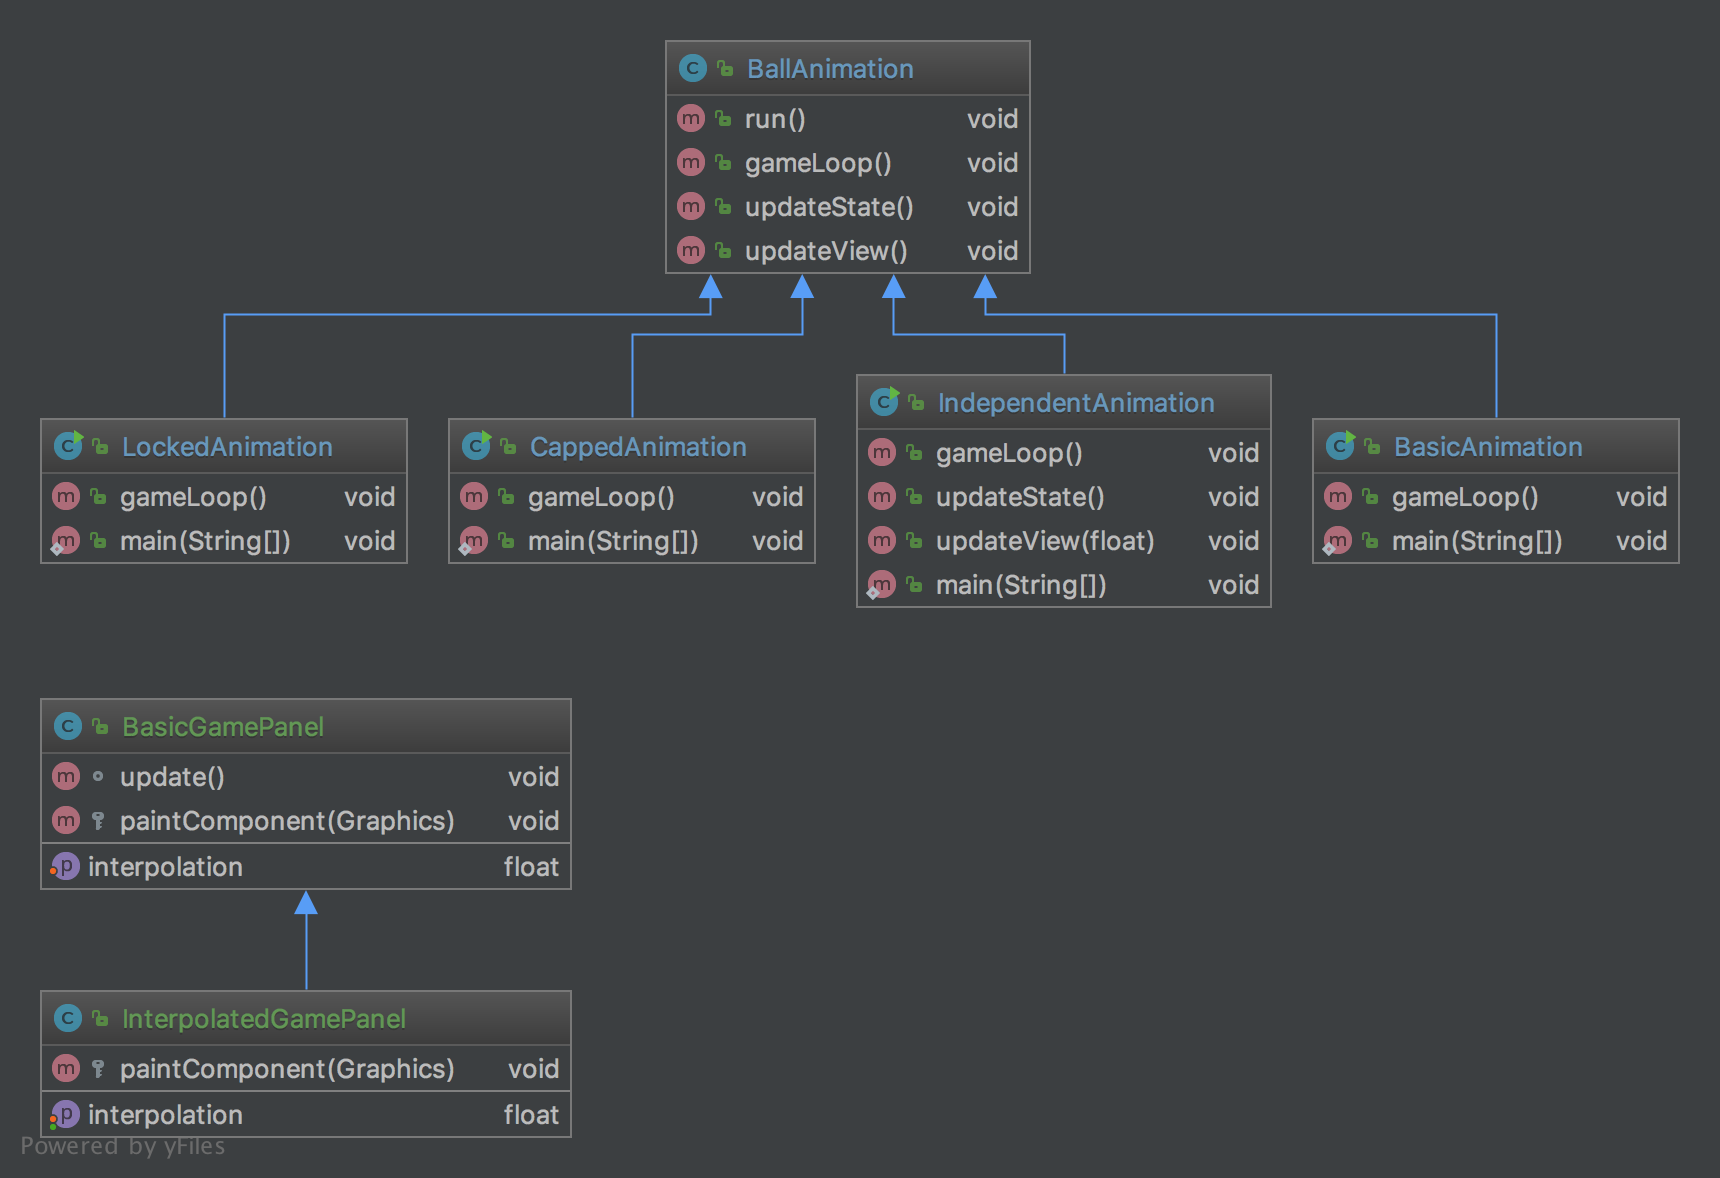 BallAnimation
run() void
gameLoop() void
updateState() void
updateView() void
LockedAnimation
gameLoop() void
main(String[]) void
CappedAnimation
gameLoop() void
main(String[]) void
IndependentAnimation
gameLoop() void
updateState() void
updateView(float) void
main(String[]) void
BasicAnimation
gameLoop() void
main(String[]) void
BasicGamePanel
update() void
paintComponent(Graphics) void
interpolation float
InterpolatedGamePanel
paintComponent(Graphics) void
interpolation float
Powered by yFiles